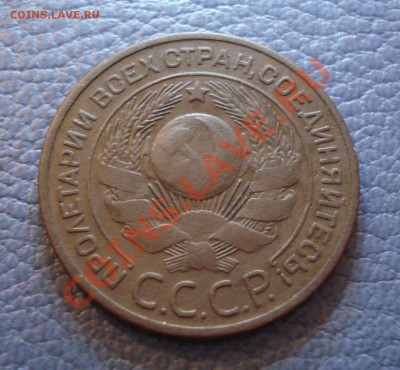 COINS.LAVE.RU
ПРОЛЕТАРИИ ВСЕХ СТРАН, СОЕДИНЯЙТЕСЬ!
С.С.С.Р.
COINS.LAVE.RU